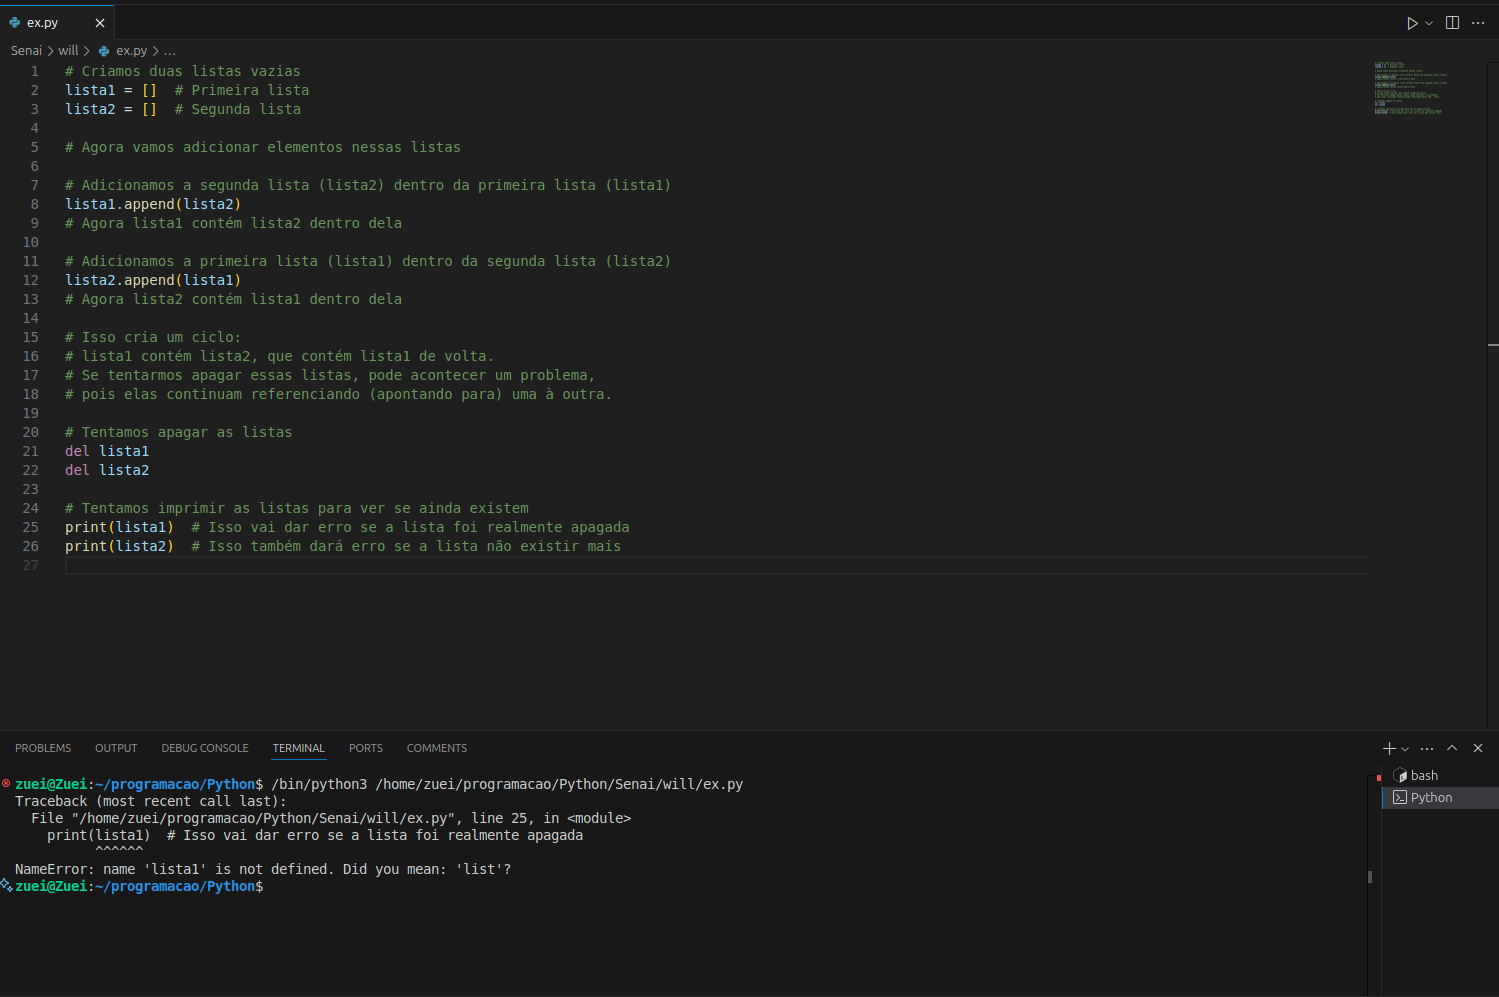 ex.py
Senai > will > ex.py > ...
1 # Criamos duas listas vazias
2 lista1 = []  # Primeira lista
3 lista2 = []  # Segunda lista
4
5 # Agora vamos adicionar elementos nessas listas
6
7 # Adicionamos a segunda lista (lista2) dentro da primeira lista (lista1)
8 lista1.append(lista2)
9 # Agora lista1 contém lista2 dentro dela
10
11 # Adicionamos a primeira lista (lista1) dentro da segunda lista (lista2)
12 lista2.append(lista1)
13 # Agora lista2 contém lista1 dentro dela
14
15 # Isso cria um ciclo:
16 # lista1 contém lista2, que contém lista1 de volta.
17 # Se tentarmos apagar essas listas, pode acontecer um problema,
18 # pois elas continuam referenciando (apontando para) uma à outra.
19
20 # Tentamos apagar as listas
21 del lista1
22 del lista2
23
24 # Tentamos imprimir as listas para ver se ainda existem
25 print(lista1)  # Isso vai dar erro se a lista foi realmente apagada
26 print(lista2)  # Isso também dará erro se a lista não existir mais
27
PROBLEMS OUTPUT DEBUG CONSOLE TERMINAL PORTS COMMENTS
zuei@Zuei:~/programacao/Python$ /bin/python3 /home/zuei/programacao/Python/Senai/will/ex.py
Traceback (most recent call last):
  File "/home/zuei/programacao/Python/Senai/will/ex.py", line 25, in <module>
    print(lista1)  # Isso vai dar erro se a lista foi realmente apagada
          ^^^^^^
NameError: name 'lista1' is not defined. Did you mean: 'list'?
zuei@Zuei:~/programacao/Python$
bash
Python